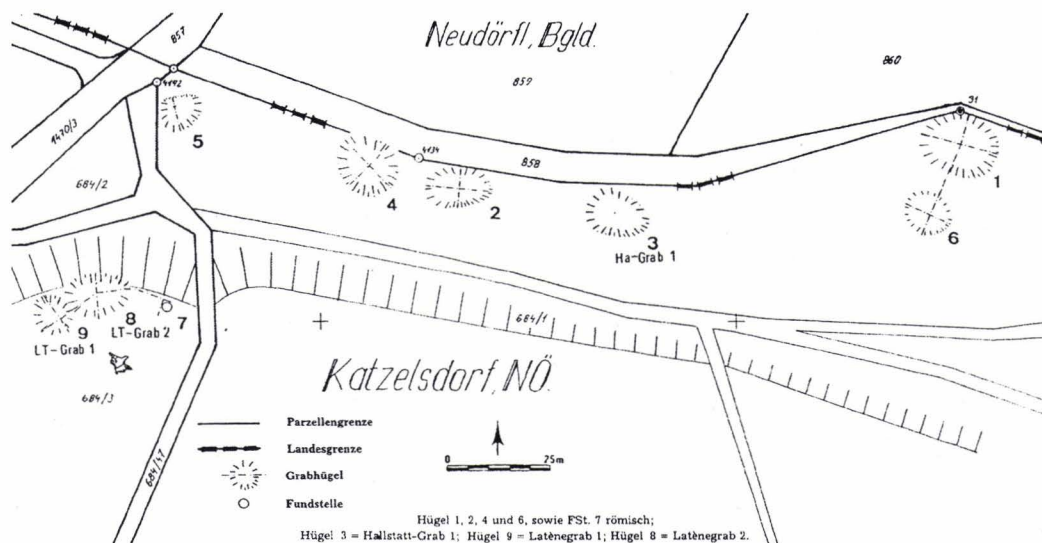 Neudörfl, Bgld.
857
859
860
4142
31
1470/3
5
4134
858
684/2
4
2
3
1
6
Ha-Grab 1
684/1
9
8
7
LT-Grab 2
LT-Grab 1
Katzelsdorf, NÖ.
684/3
684/47
Parzellengrenze
Landesgrenze
Grabhügel
Fundstelle
0 25m
Hügel 1, 2, 4 und 6, sowie FSt. 7 römisch;
Hügel 3 = Hallstatt-Grab 1; Hügel 9 = Latènegrab 1; Hügel 8 = Latènegrab 2.